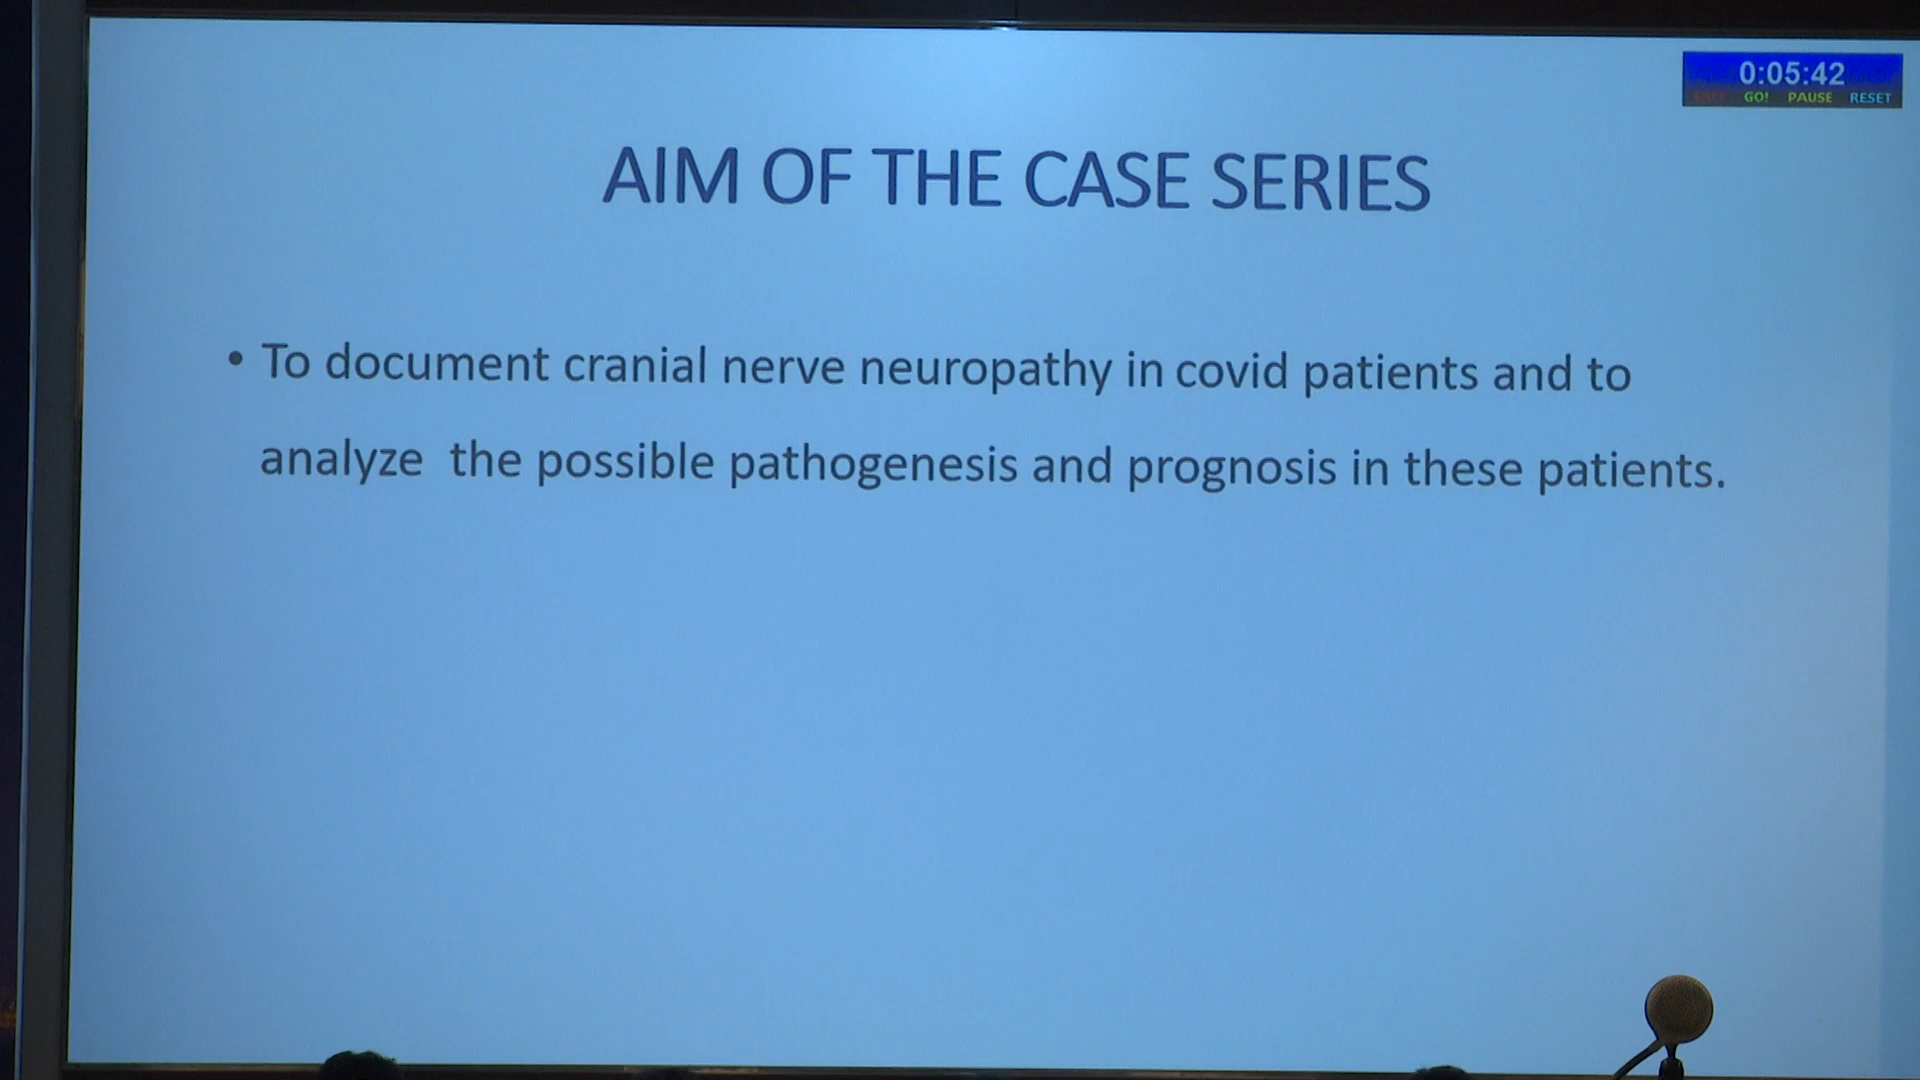 0:05:42
GO! PAUSE RESET
AIM OF THE CASE SERIES
• To document cranial nerve neuropathy in covid patients and to
analyze  the possible pathogenesis and prognosis in these patients.